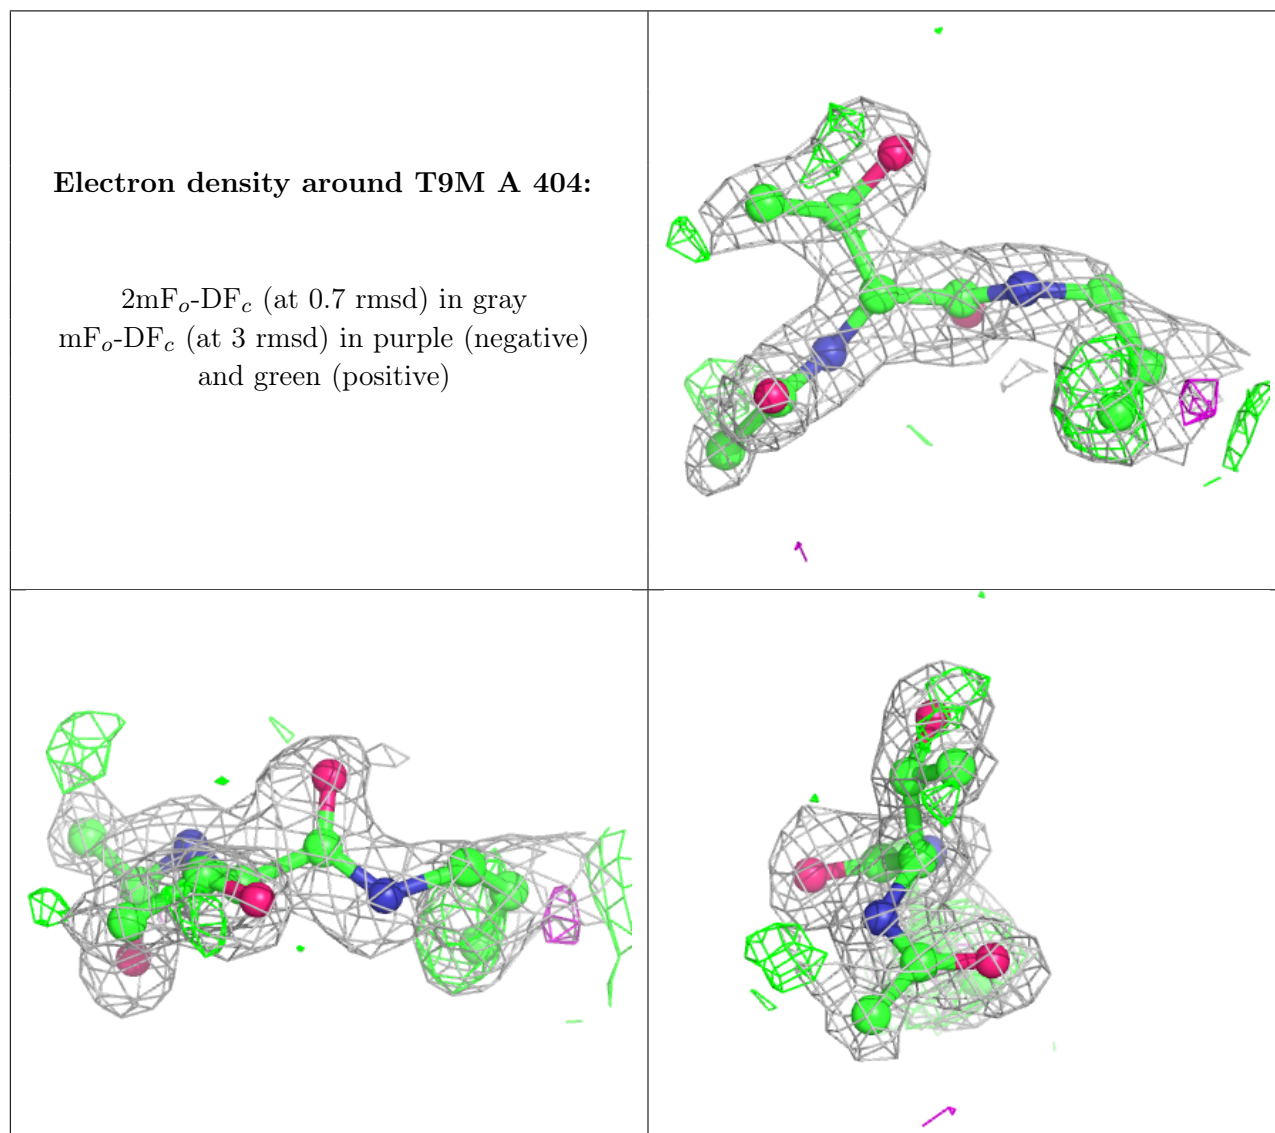 Electron density around T9M A 404:
2mFo-DFc (at 0.7 rmsd) in gray
mFo-DFc (at 3 rmsd) in purple (negative)
and green (positive)